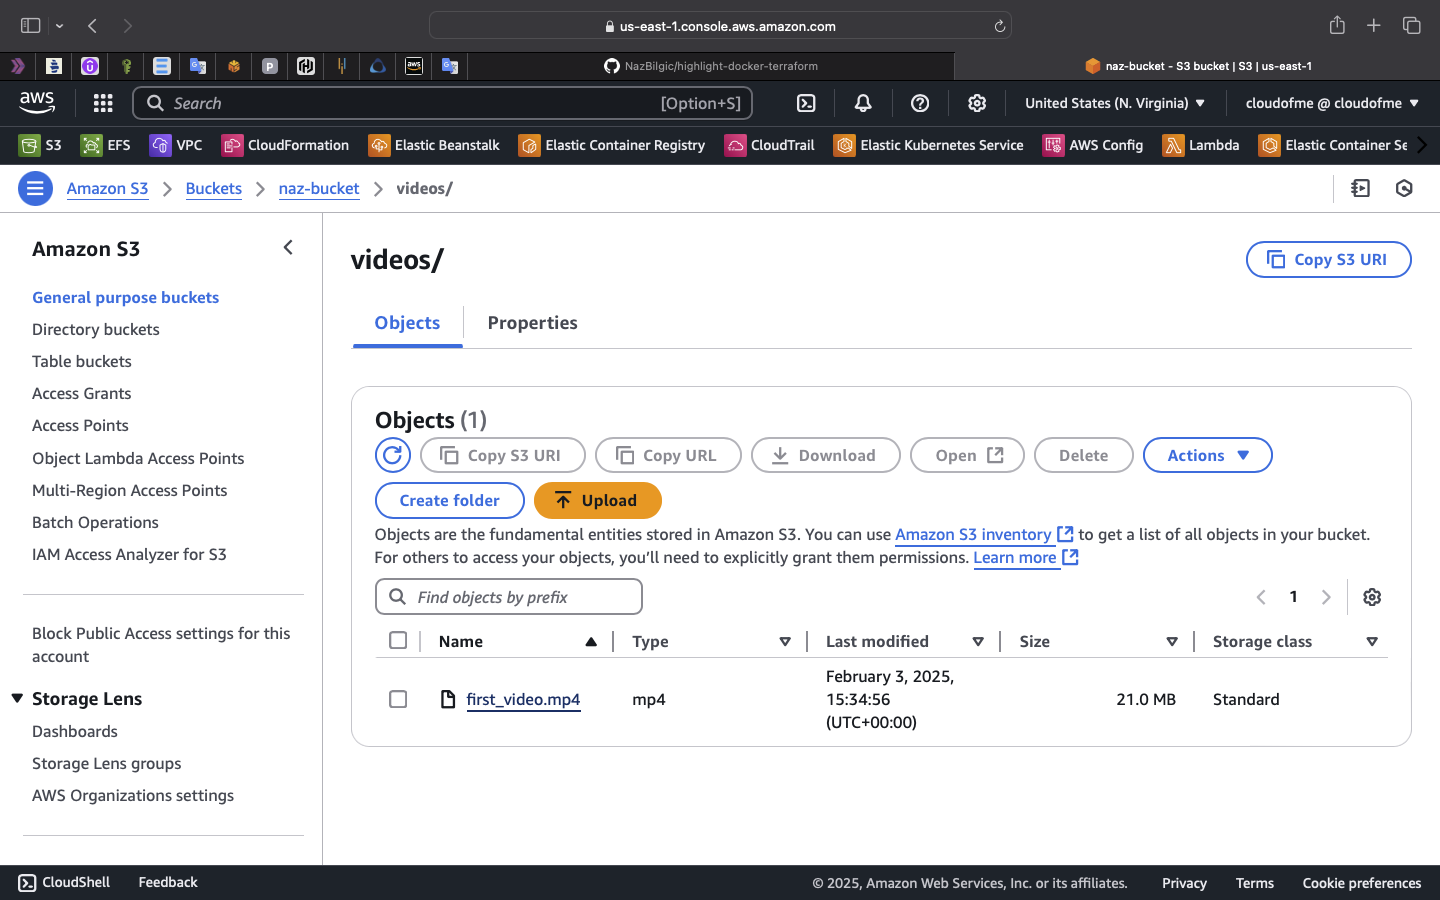 us-east-1.console.aws.amazon.com
NazBilgic/highlight-docker-terraform
naz-bucket - S3 bucket | S3 | us-east-1
aws
Search
[Option+S]
United States (N. Virginia)
cloudofme @ cloudofme
S3
EFS
VPC
CloudFormation
Elastic Beanstalk
Elastic Container Registry
CloudTrail
Elastic Kubernetes Service
AWS Config
Lambda
Elastic Container Se
Amazon S3
Buckets
naz-bucket
videos/
Amazon S3
General purpose buckets
Directory buckets
Table buckets
Access Grants
Access Points
Object Lambda Access Points
Multi-Region Access Points
Batch Operations
IAM Access Analyzer for S3
Block Public Access settings for this
account
Storage Lens
Dashboards
Storage Lens groups
AWS Organizations settings
videos/
Copy S3 URI
Objects
Properties
Objects (1)
Copy S3 URI
Copy URL
Download
Open
Delete
Actions
Create folder
Upload
Objects are the fundamental entities stored in Amazon S3. You can use Amazon S3 inventory to get a list of all objects in your bucket.
For others to access your objects, you’ll need to explicitly grant them permissions. Learn more
Find objects by prefix
1
Name
Type
Last modified
Size
Storage class
first_video.mp4
mp4
February 3, 2025,
15:34:56
(UTC+00:00)
21.0 MB
Standard
CloudShell
Feedback
© 2025, Amazon Web Services, Inc. or its affiliates.
Privacy
Terms
Cookie preferences